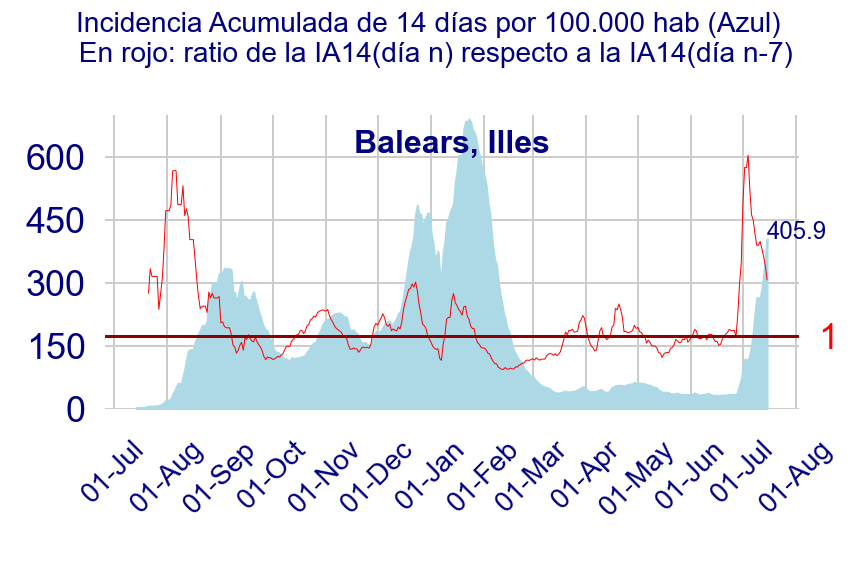 Incidencia Acumulada de 14 días por 100.000 hab (Azul)
En rojo: ratio de la IA14(día n) respecto a la IA14(día n-7)
Balears, Illes
600
450
405.9
300
150
1
0
01-Jul
01-Aug
01-Sep
01-Oct
01-Nov
01-Dec
01-Jan
01-Feb
01-Mar
01-Apr
01-May
01-Jun
01-Jul
01-Aug